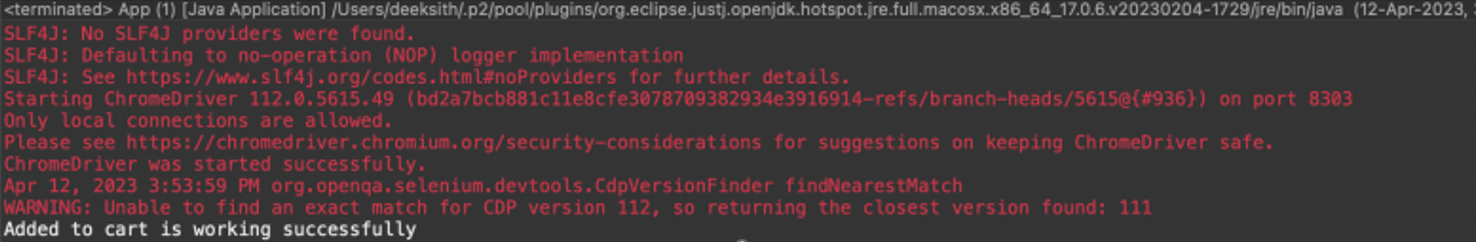 <terminated> App (1) [Java Application] /Users/deeksith/.p2/pool/plugins/org.eclipse.justj.openjdk.hotspot.jre.full.macosx.x86_64_17.0.6.v20230204-1729/jre/bin/java (12-Apr-2023,
SLF4J: No SLF4J providers were found.
SLF4J: Defaulting to no-operation (NOP) logger implementation
SLF4J: See https://www.slf4j.org/codes.html#noProviders for further details.
Starting ChromeDriver 112.0.5615.49 (bd2a7bcb881c11e8cfe3078709382934e3916914-refs/branch-heads/5615@{#936}) on port 8303
Only local connections are allowed.
Please see https://chromedriver.chromium.org/security-considerations for suggestions on keeping ChromeDriver safe.
ChromeDriver was started successfully.
Apr 12, 2023 3:53:59 PM org.openqa.selenium.devtools.CdpVersionFinder findNearestMatch
WARNING: Unable to find an exact match for CDP version 112, so returning the closest version found: 111
Added to cart is working successfully